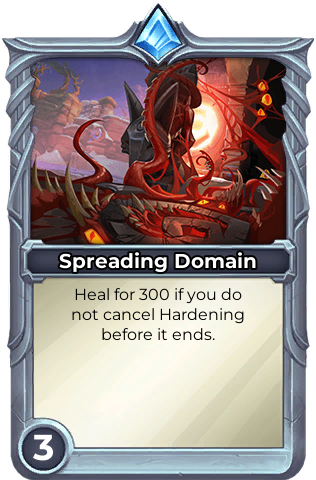 Spreading Domain
Heal for 300 if you do
not cancel Hardening
before it ends.
3